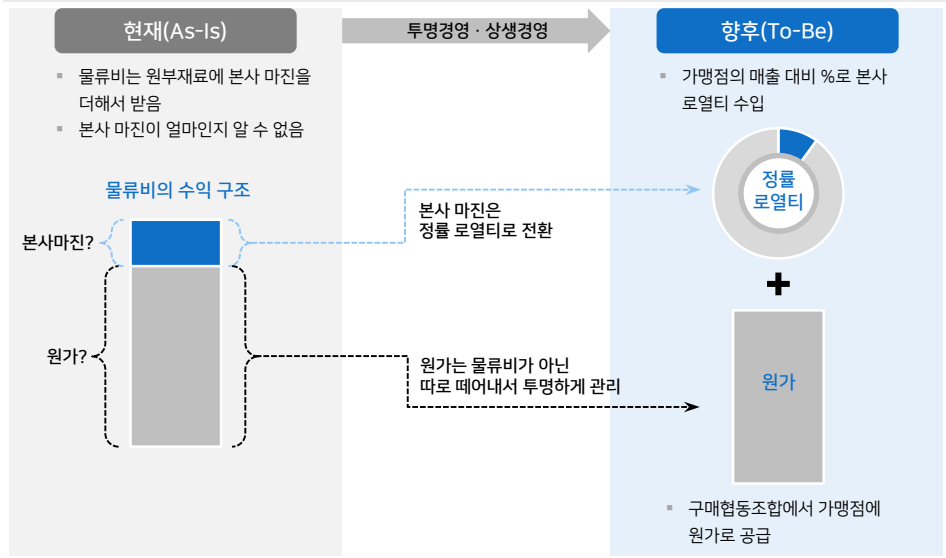 현재(As-Is)
투명경영 · 상생경영
향후(To-Be)
▪ 물류비는 원부재료에 본사 마진을
더해서 받음
▪ 본사 마진이 얼마인지 알 수 없음
▪ 가맹점의 매출 대비 %로 본사
로열티 수입
물류비의 수익 구조
본사마진?
원가?
본사 마진은
정률 로열티로 전환
원가는 물류비가 아닌
따로 떼어내서 투명하게 관리
정률
로열티
+
원가
▪ 구매협동조합에서 가맹점에
원가로 공급